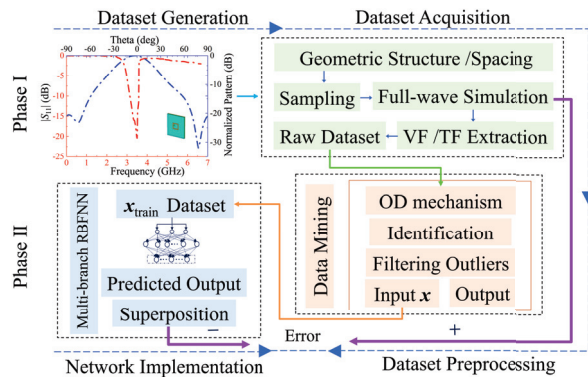 Dataset Generation
Dataset Acquisition
Phase I
Theta (deg)
-90 -60 -30 0 30 60 90
|S11| (dB)
0
-5
-10
-15
-20
-25
0
-10
-20
-30
Normalized Pattern (dB)
0 1 2 3 4 5 6 7
Frequency (GHz)
Geometric Structure /Spacing
Sampling
Full-wave Simulation
Raw Dataset
VF /TF Extraction
Phase II
Multi-branch RBFNN
xtrain Dataset
Predicted Output
Superposition
Data Mining
OD mechanism
Identification
Filtering Outliers
Input x
Output
−
Error
+
Network Implementation
Dataset Preprocessing